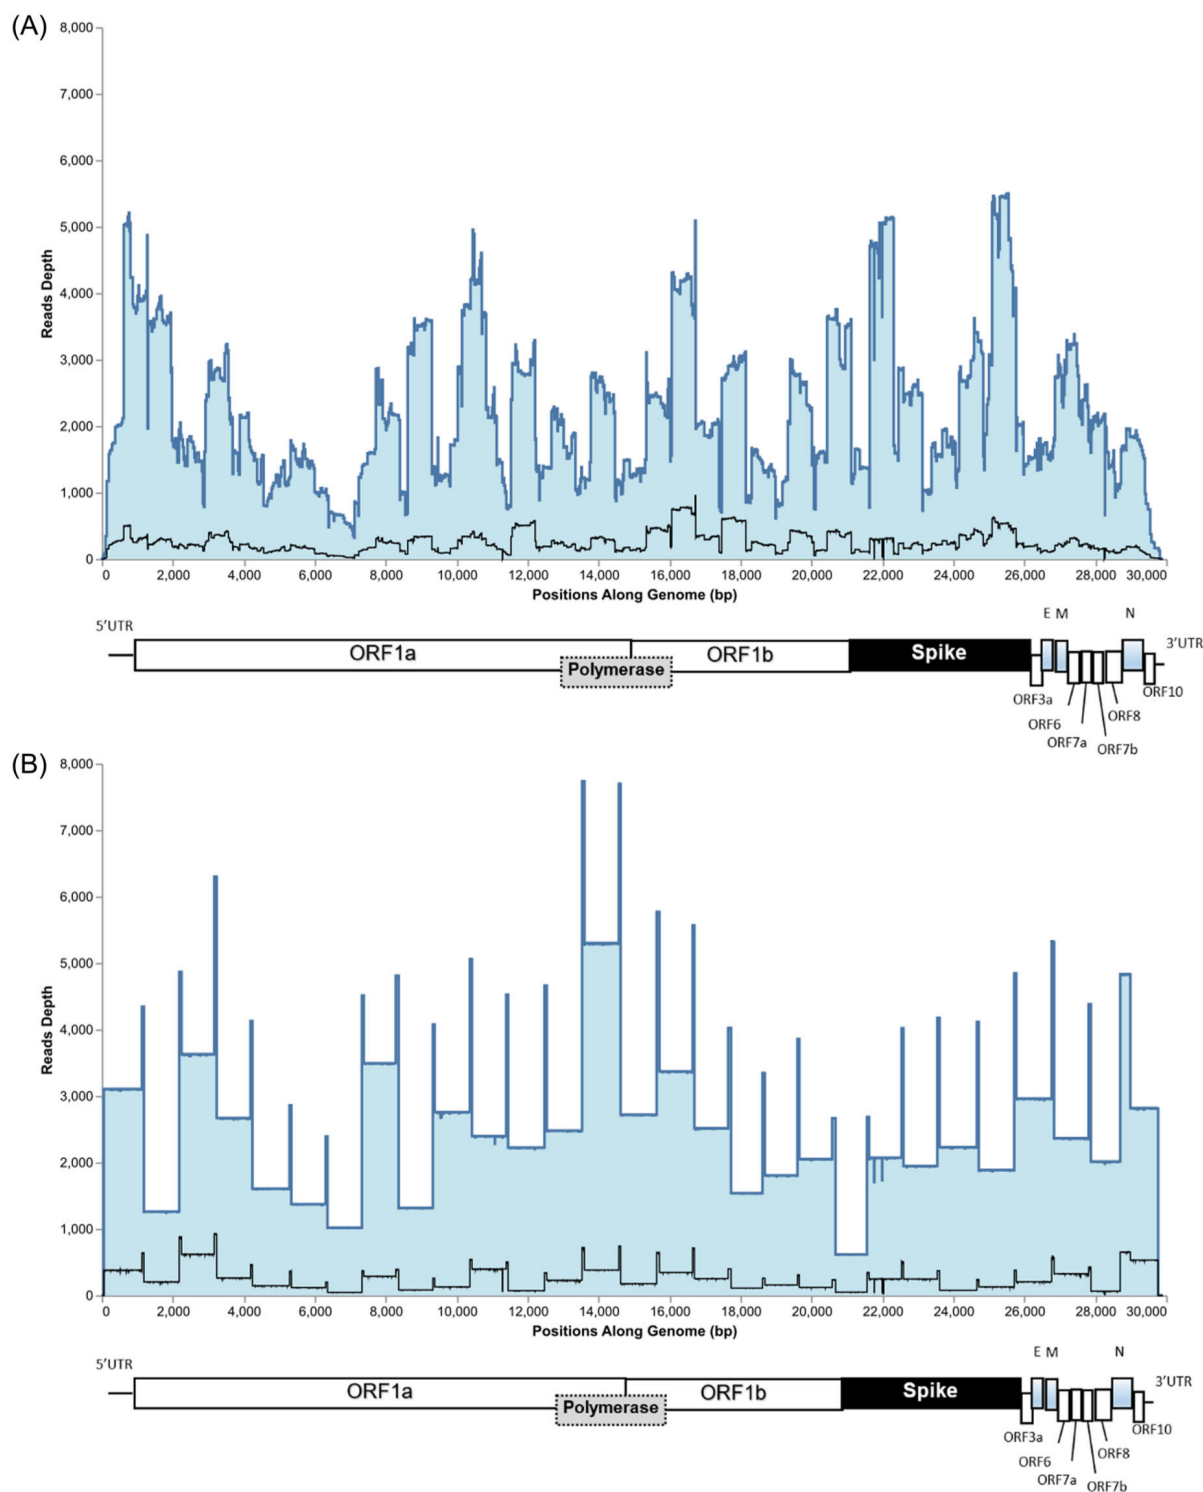 (A)
8,000
7,000
6,000
5,000
4,000
3,000
2,000
1,000
0
Reads Depth
0 2,000 4,000 6,000 8,000 10,000 12,000 14,000 16,000 18,000 20,000 22,000 24,000 26,000 28,000 30,000
Positions Along Genome (bp)
E M N
5'UTR
3'UTR
ORF1a ORF1b Spike
Polymerase
ORF3a ORF10
ORF6 ORF8
ORF7a ORF7b
(B)
8,000
7,000
6,000
5,000
4,000
3,000
2,000
1,000
0
Reads Depth
0 2,000 4,000 6,000 8,000 10,000 12,000 14,000 16,000 18,000 20,000 22,000 24,000 26,000 28,000 30,000
Positions Along Genome (bp)
E M N
5'UTR
3'UTR
ORF1a ORF1b Spike
Polymerase
ORF3a ORF10
ORF6 ORF8
ORF7a ORF7b